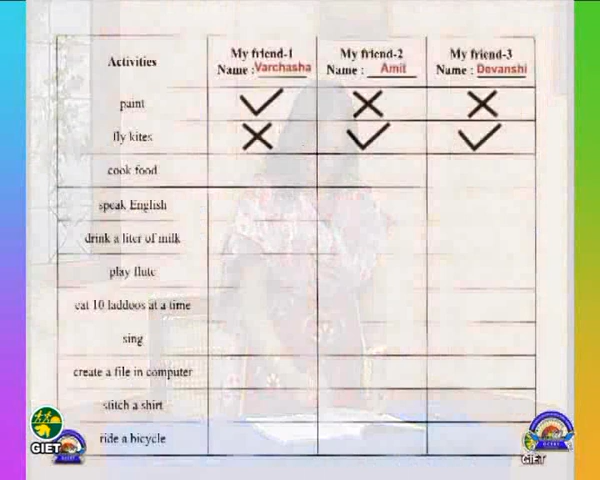 Activities
My friend-1 My friend-2 My friend-3
Name : Varchasha Name : Amit Name : Devanshi
paint
fly kites
cook food
speak English
drink a liter of milk
play flute
eat 10 laddoos at a time
sing
create a file in computer
stitch a shirt
ride a bicycle
GIET
GIET